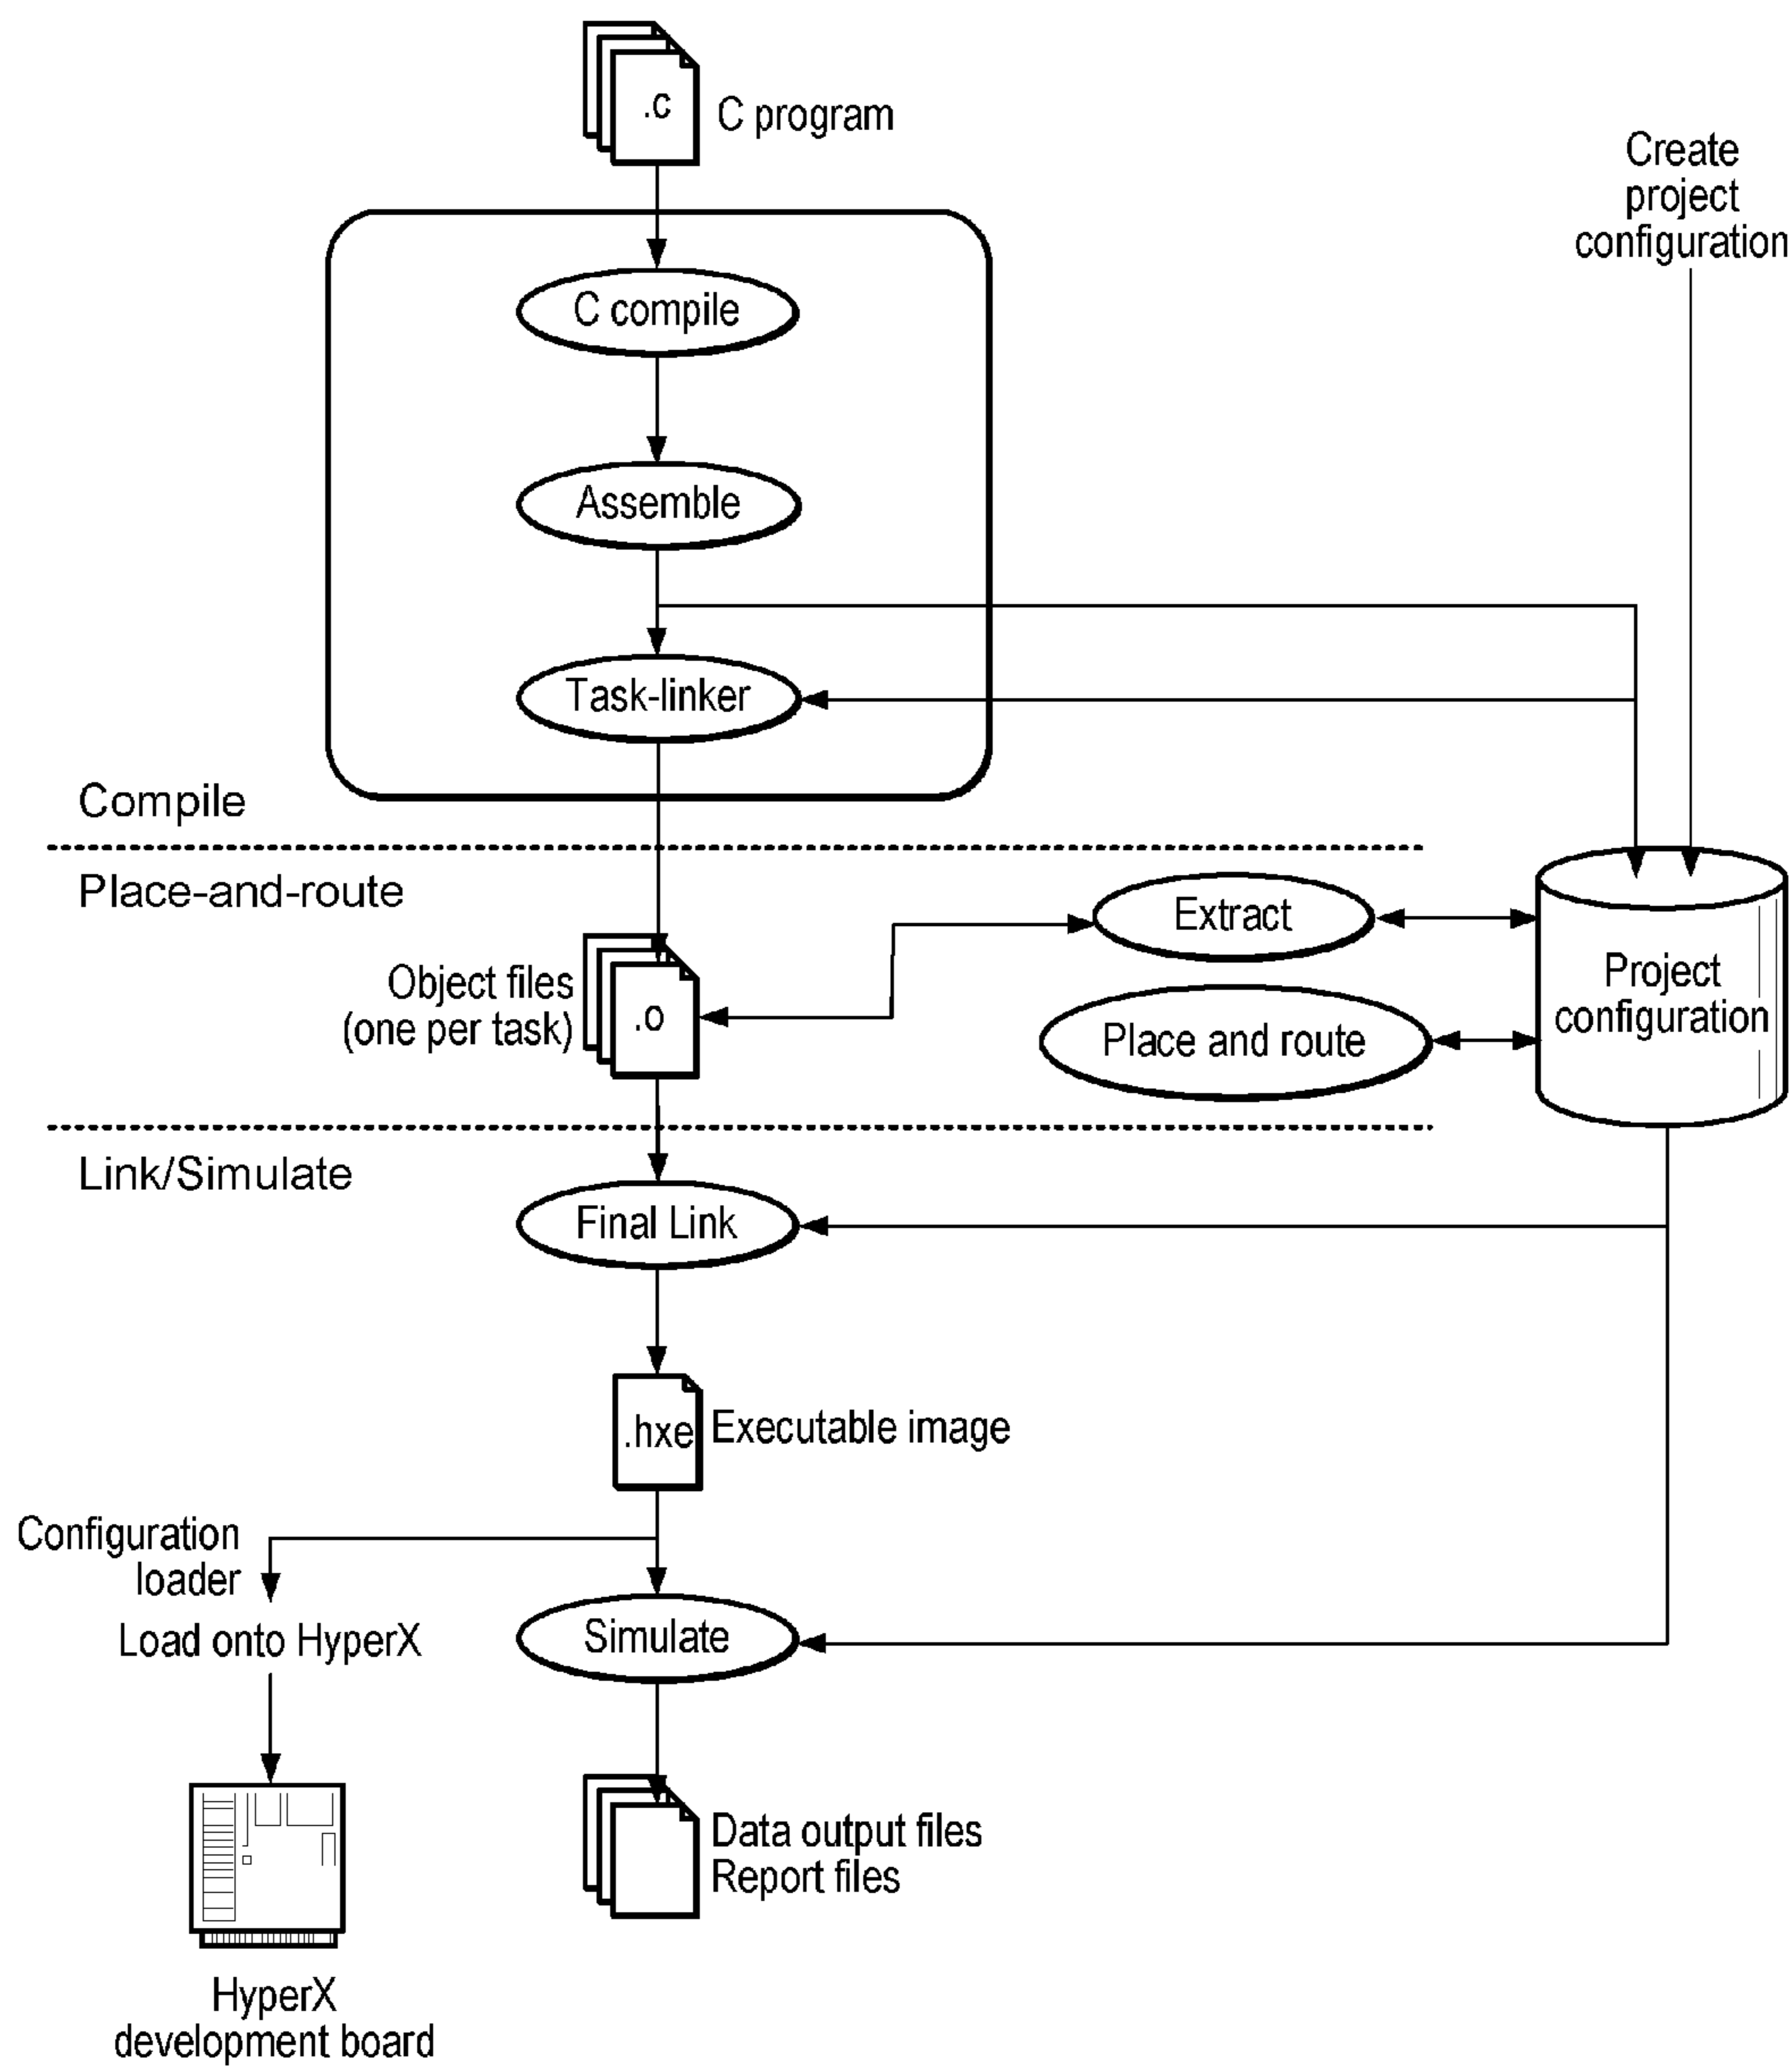 .c
C program
Create
project
configuration
C compile
Assemble
Task-linker
Compile
Place-and-route
Extract
Object files
(one per task)
.o
Place and route
Project
configuration
Link/Simulate
Final Link
.hxe
Executable image
Configuration
loader
Load onto HyperX
Simulate
Data output files
Report files
HyperX
development board